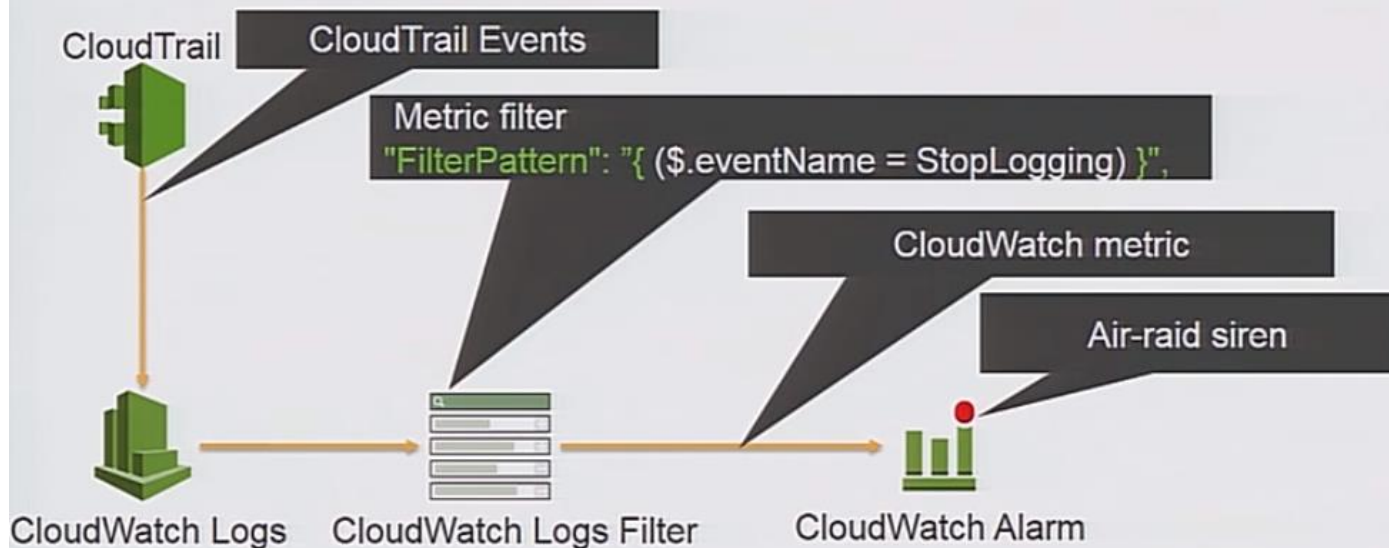 CloudTrail
CloudTrail Events
Metric filter
"FilterPattern": "{ ($.eventName = StopLogging) }",
CloudWatch metric
Air-raid siren
CloudWatch Logs
CloudWatch Logs Filter
CloudWatch Alarm